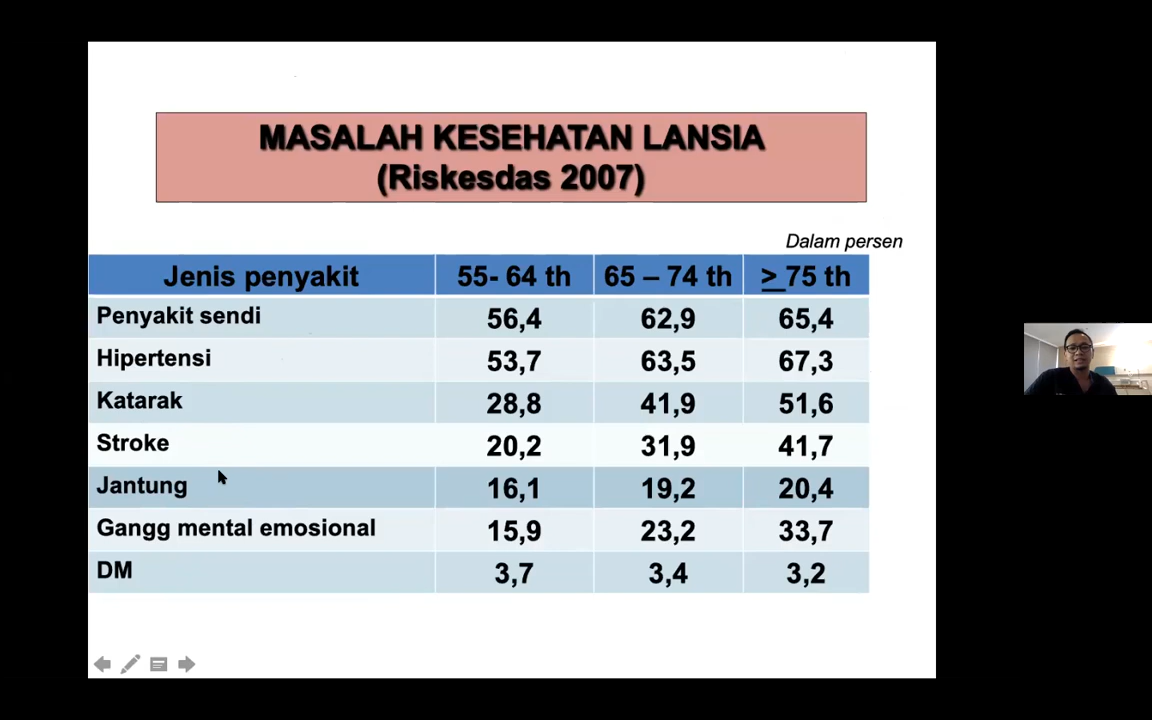 MASALAH KESEHATAN LANSIA
(Riskesdas 2007)
Dalam persen
Jenis penyakit 55- 64 th 65 – 74 th > 75 th
Penyakit sendi 56,4 62,9 65,4
Hipertensi 53,7 63,5 67,3
Katarak 28,8 41,9 51,6
Stroke 20,2 31,9 41,7
Jantung 16,1 19,2 20,4
Gangg mental emosional 15,9 23,2 33,7
DM 3,7 3,4 3,2